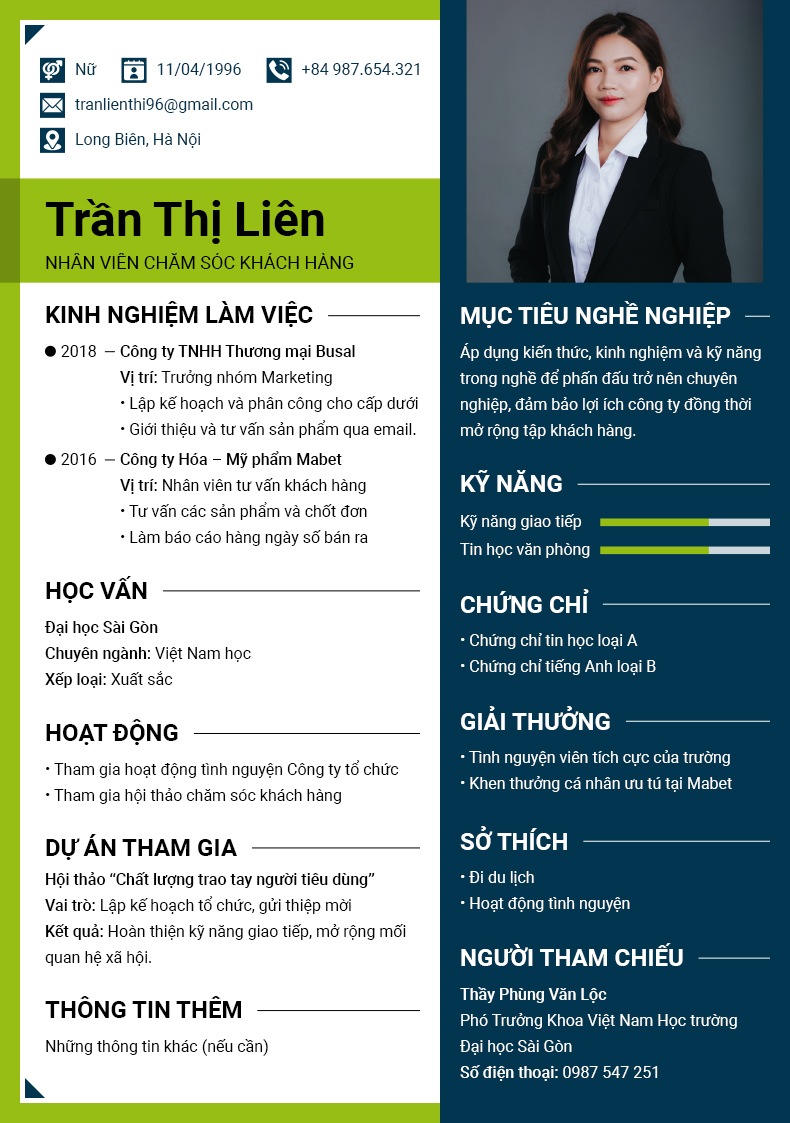 Nữ
11/04/1996
+84 987.654.321
tranlienthi96@gmail.com
Long Biên, Hà Nội
Trần Thị Liên
NHÂN VIÊN CHĂM SÓC KHÁCH HÀNG
KINH NGHIỆM LÀM VIỆC
● 2018 — Công ty TNHH Thương mại Busal
Vị trí: Trưởng nhóm Marketing
• Lập kế hoạch và phân công cho cấp dưới
• Giới thiệu và tư vấn sản phẩm qua email.
● 2016 — Công ty Hóa – Mỹ phẩm Mabet
Vị trí: Nhân viên tư vấn khách hàng
• Tư vấn các sản phẩm và chốt đơn
• Làm báo cáo hàng ngày số bán ra
HỌC VẤN
Đại học Sài Gòn
Chuyên ngành: Việt Nam học
Xếp loại: Xuất sắc
HOẠT ĐỘNG
• Tham gia hoạt động tình nguyện Công ty tổ chức
• Tham gia hội thảo chăm sóc khách hàng
DỰ ÁN THAM GIA
Hội thảo “Chất lượng trao tay người tiêu dùng”
Vai trò: Lập kế hoạch tổ chức, gửi thiệp mời
Kết quả: Hoàn thiện kỹ năng giao tiếp, mở rộng mối
quan hệ xã hội.
THÔNG TIN THÊM
Những thông tin khác (nếu cần)
MỤC TIÊU NGHỀ NGHIỆP
Áp dụng kiến thức, kinh nghiệm và kỹ năng
trong nghề để phấn đấu trở nên chuyên
nghiệp, đảm bảo lợi ích công ty đồng thời
mở rộng tập khách hàng.
KỸ NĂNG
Kỹ năng giao tiếp
Tin học văn phòng
CHỨNG CHỈ
• Chứng chỉ tin học loại A
• Chứng chỉ tiếng Anh loại B
GIẢI THƯỞNG
• Tình nguyện viên tích cực của trường
• Khen thưởng cá nhân ưu tú tại Mabet
SỞ THÍCH
• Đi du lịch
• Hoạt động tình nguyện
NGƯỜI THAM CHIẾU
Thầy Phùng Văn Lộc
Phó Trưởng Khoa Việt Nam Học trường
Đại học Sài Gòn
Số điện thoại: 0987 547 251